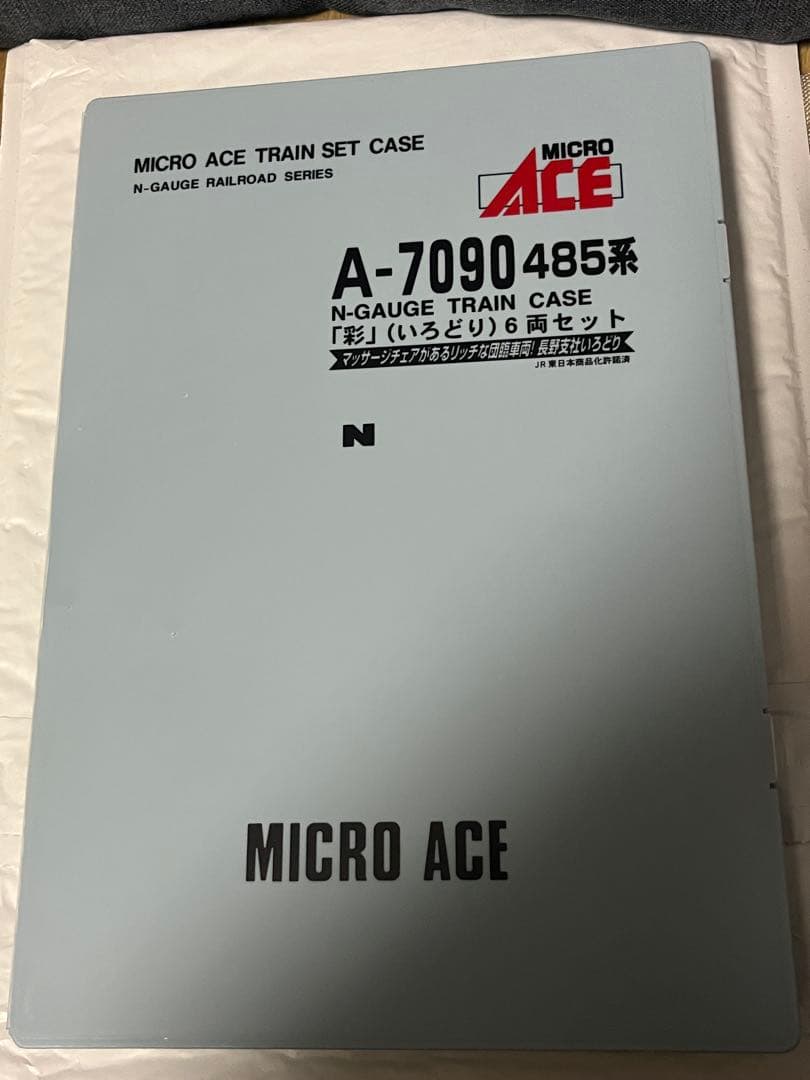 MICRO ACE TRAIN SET CASE
N-GAUGE RAILROAD SERIES
MICRO
ACE
A-7090 485系
N-GAUGE TRAIN CASE
「彩」(いろどり)6両セット
マッサージチェアがあるリッチな団臨車両! 長野支社いろどり
JR東日本商品化許諾済
N
MICRO ACE